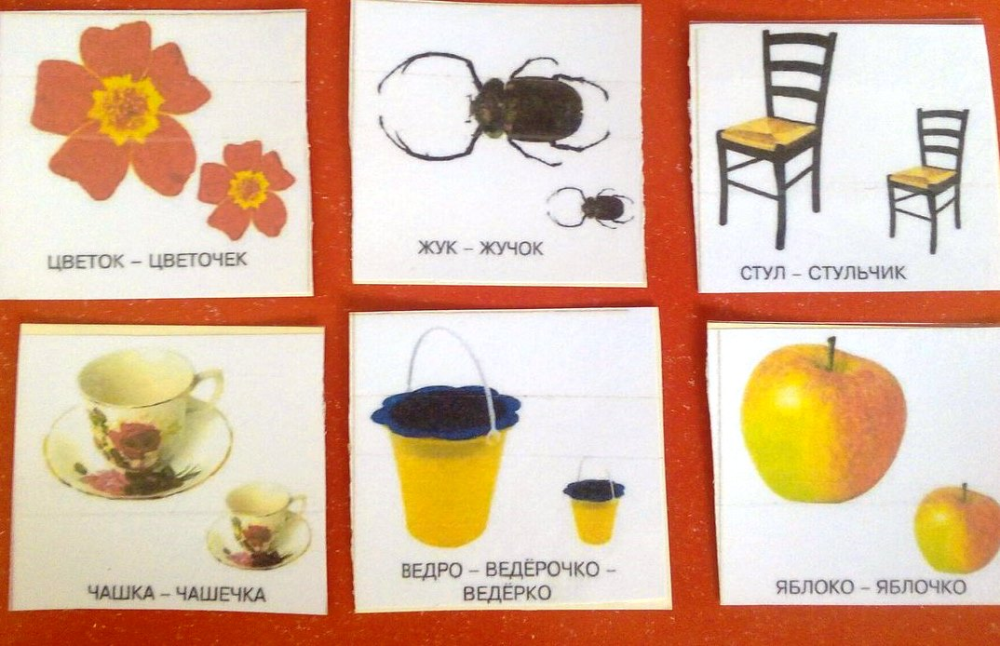 ЦВЕТОК – ЦВЕТОЧЕК
ЖУК – ЖУЧОК
СТУЛ – СТУЛЬЧИК
ЧАШКА – ЧАШЕЧКА
ВЕДРО – ВЕДЁРОЧКО –
ВЕДЁРКО
ЯБЛОКО – ЯБЛОЧКО